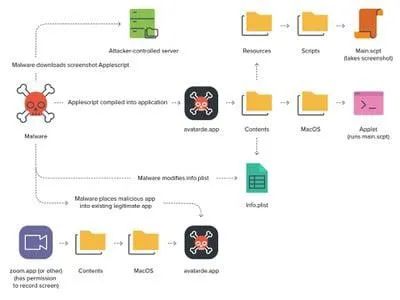 Attacker-controlled server
Resources
Scripts
Main.scpt
(takes screenshot)
Malware downloads screenshot Applescript
Applescript compiled into application
Malware
avatarde.app
Contents
MacOS
Applet
(runs main.scpt)
Malware modifies info.plist
Malware places malicious app
into existing legitimate app
info.plist
zoom.app (or other)
(has permission
to record screen)
Contents
MacOS
avatarde.app